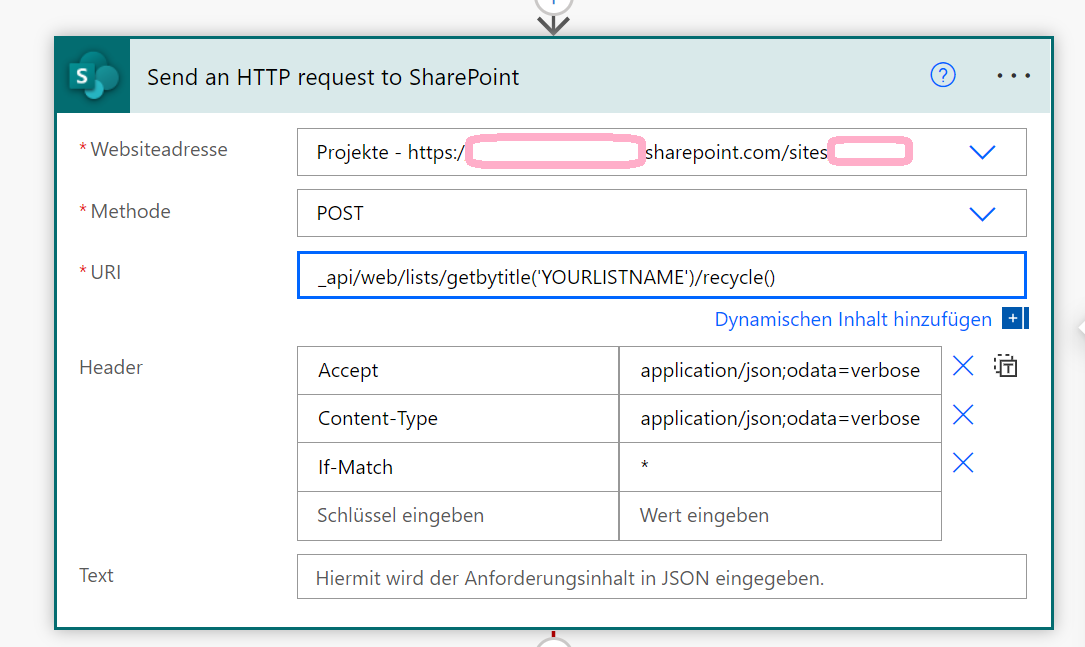 S
Send an HTTP request to SharePoint
?
* Websiteadresse
Projekte - https:/ sharepoint.com/sites
* Methode
POST
* URI
_api/web/lists/getbytitle('YOURLISTNAME')/recycle()
Dynamischen Inhalt hinzufügen
Header
Accept application/json;odata=verbose
Content-Type application/json;odata=verbose
If-Match *
Schlüssel eingeben Wert eingeben
Text
Hiermit wird der Anforderungsinhalt in JSON eingegeben.